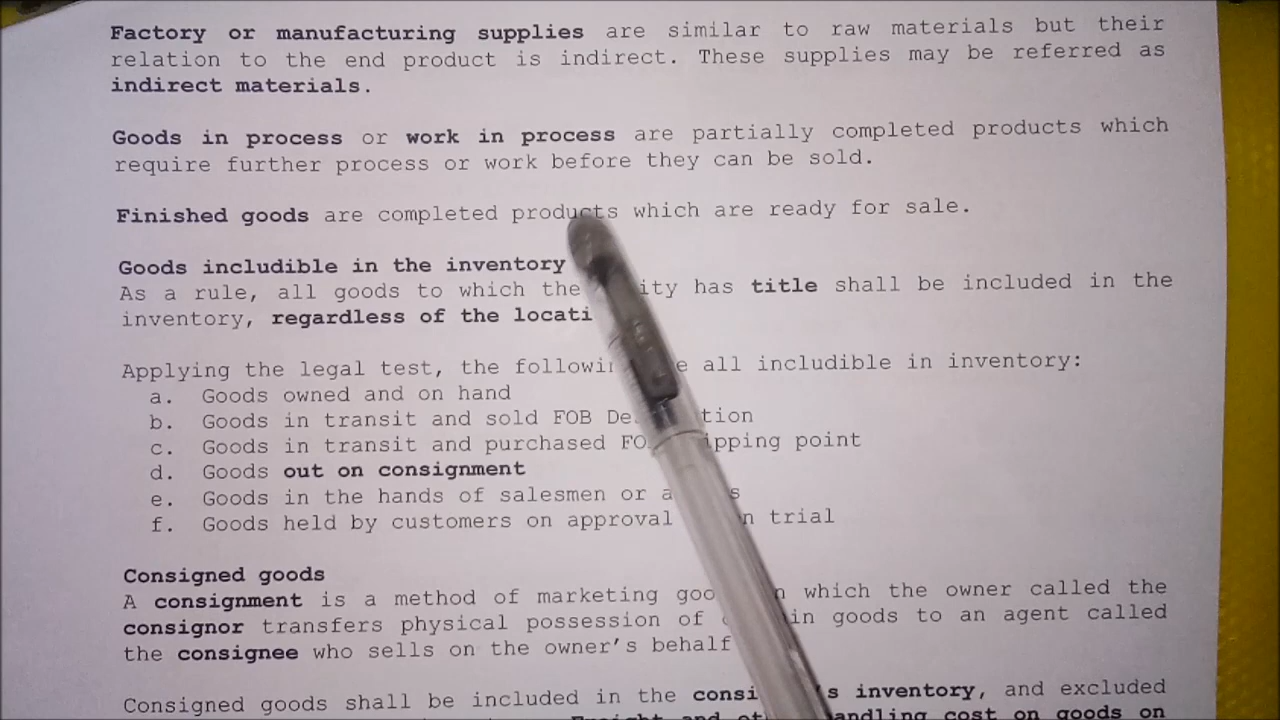 Factory or manufacturing supplies are similar to raw materials but their
relation to the end product is indirect. These supplies may be referred as
indirect materials.
Goods in process or work in process are partially completed products which
require further process or work before they can be sold.
Finished goods are completed products which are ready for sale.
Goods includible in the inventory
As a rule, all goods to which the has title shall be included in the
inventory, regardless of the
Applying the legal test, the all includible in inventory:
a. Goods owned and on hand
b. Goods in transit and sold FOB
c. Goods in transit and purchased point
d. Goods out on consignment
e. Goods in the hands of salesmen or
f. Goods held by customers on approval trial
Consigned goods
A consignment is a method of marketing which the owner called the
consignor transfers physical possession of goods to an agent called
the consignee who sells on the owner's behalf
Consigned goods shall be included in the inventory, and excluded
Freight and cost on goods on